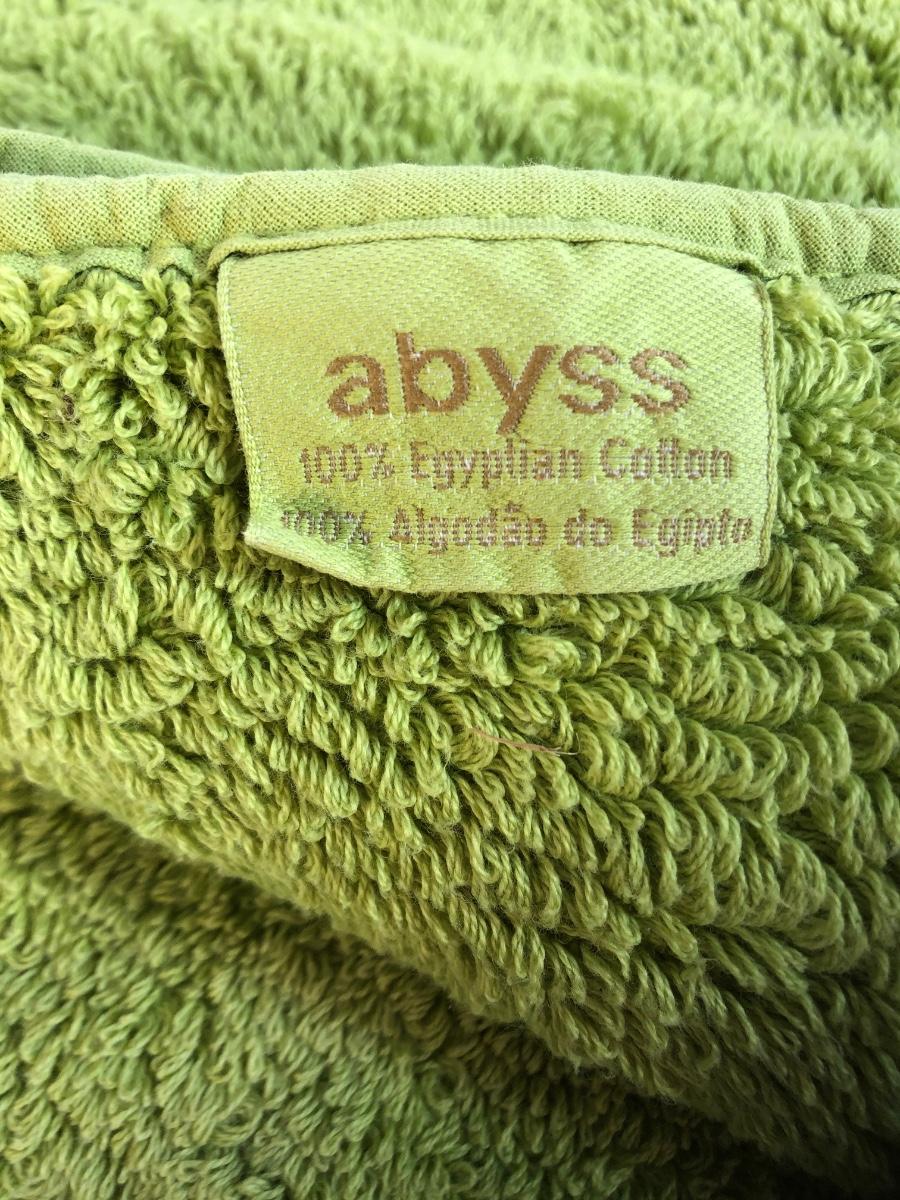 abyss
100% Egyptian Cotton
100% Algodão do Egipto